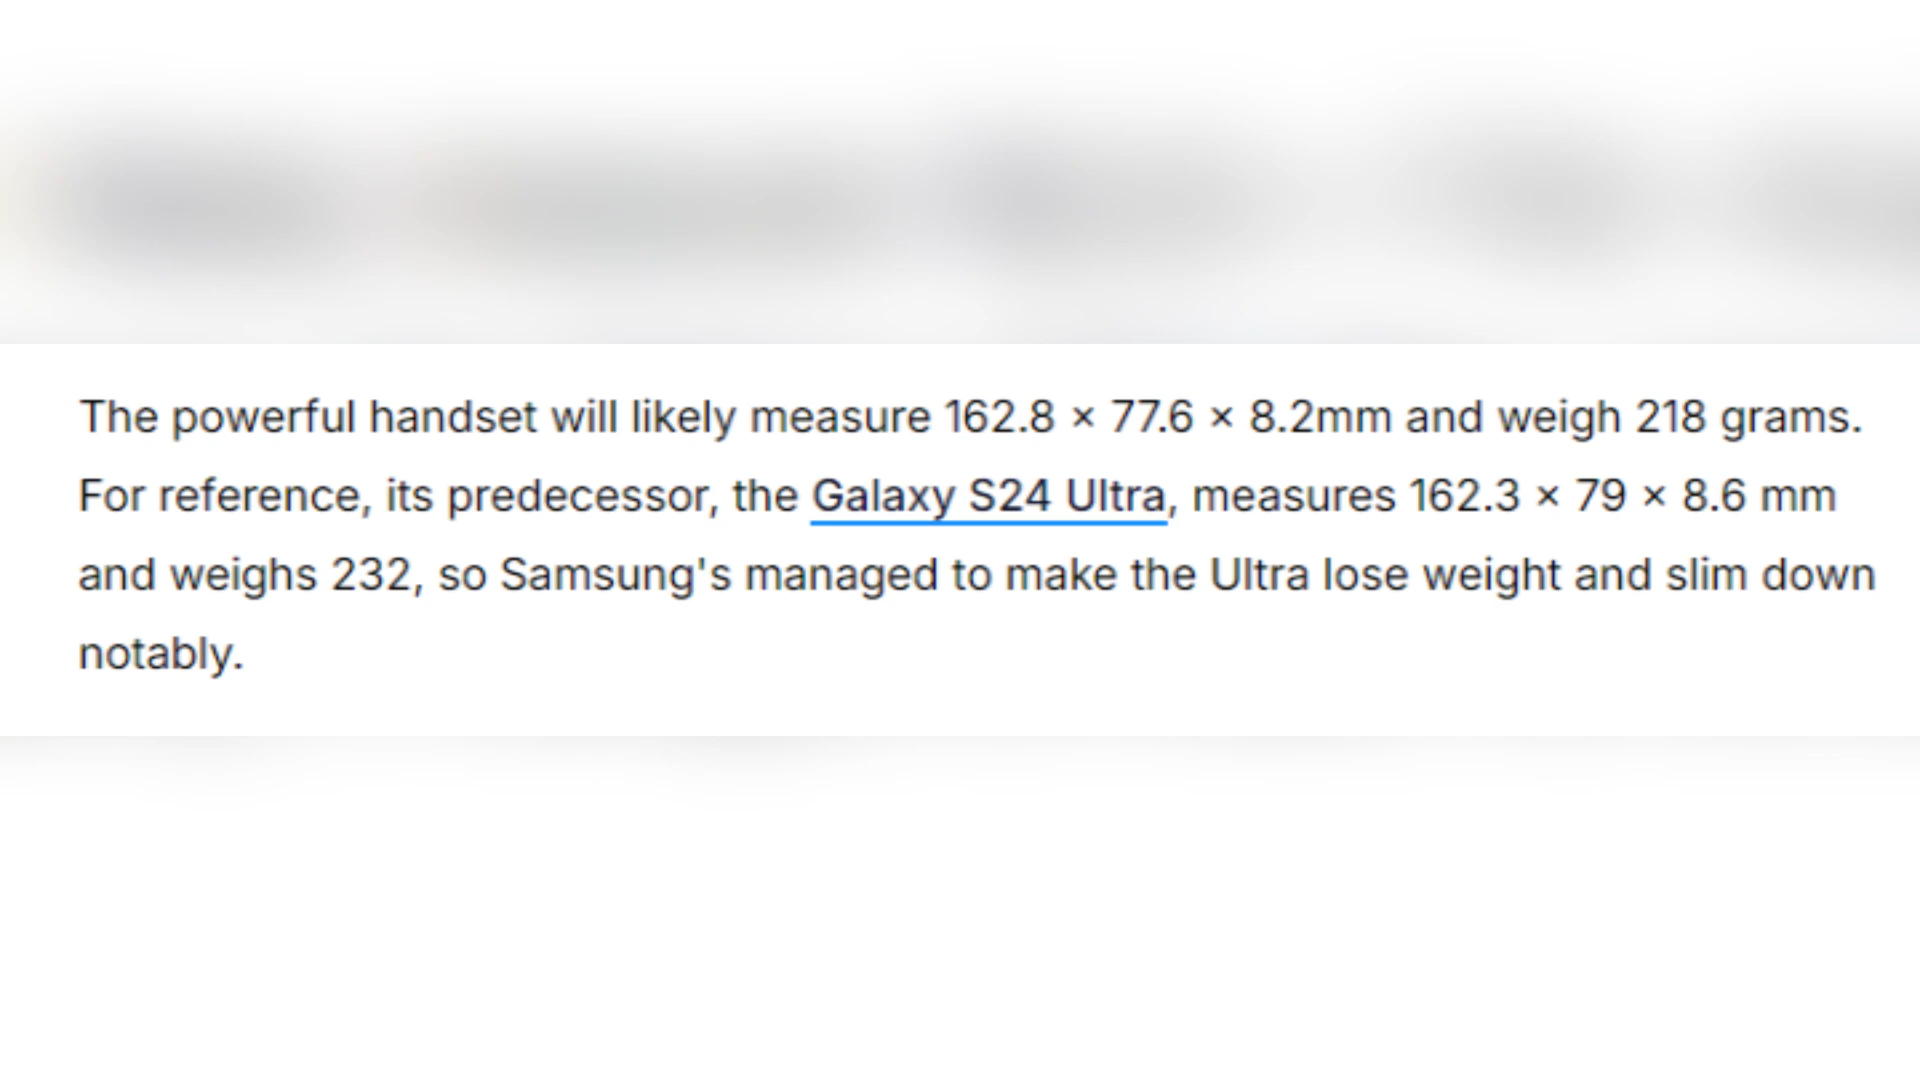 The powerful handset will likely measure 162.8 × 77.6 × 8.2mm and weigh 218 grams.
For reference, its predecessor, the Galaxy S24 Ultra, measures 162.3 × 79 × 8.6 mm
and weighs 232, so Samsung's managed to make the Ultra lose weight and slim down
notably.